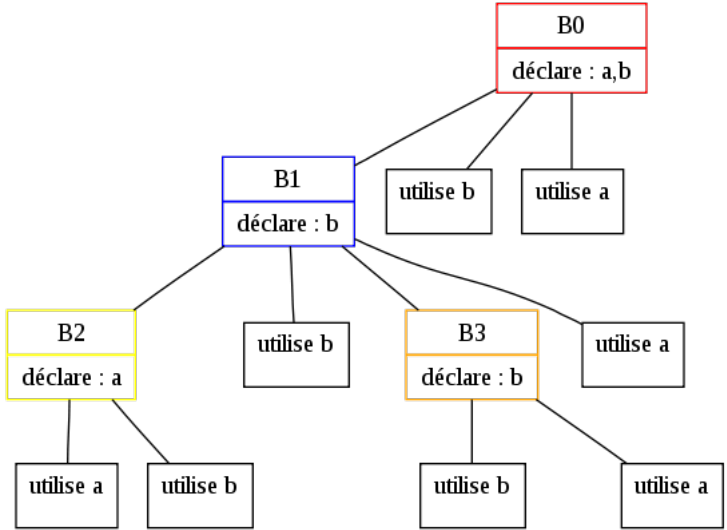 B0
déclare : a,b
B1
déclare : b
utilise b
utilise a
B2
déclare : a
utilise b
B3
déclare : b
utilise a
utilise a
utilise b
utilise b
utilise a